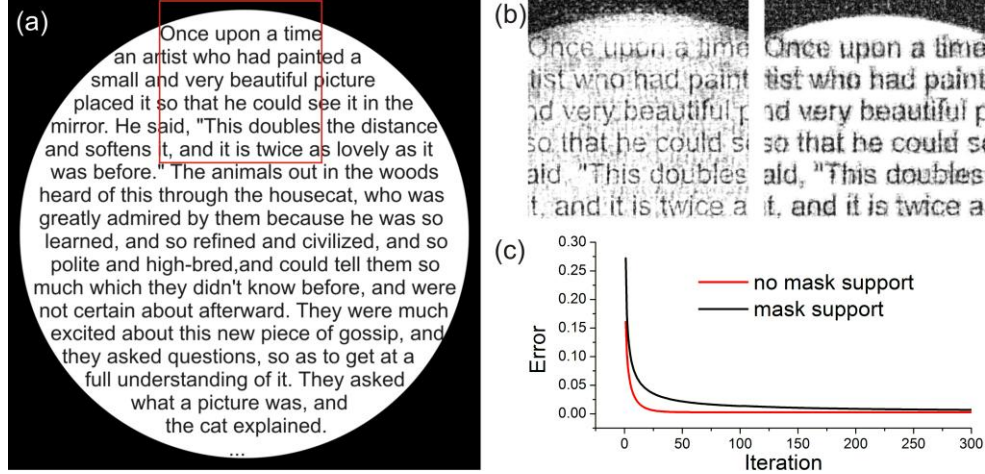 (a)
Once upon a time
an artist who had painted a
small and very beautiful picture
placed it so that he could see it in the
mirror. He said, "This doubles the distance
and softens it, and it is twice as lovely as it
was before." The animals out in the woods
heard of this through the housecat, who was
greatly admired by them because he was so
learned, and so refined and civilized, and so
polite and high-bred,and could tell them so
much which they didn't know before, and were
not certain about afterward. They were much
excited about this new piece of gossip, and
they asked questions, so as to get at a
full understanding of it. They asked
what a picture was, and
the cat explained.
...
(b)
Once upon a time
tist who had paint
nd very beautiful p
so that he could se
aid, "This doubles
t, and it is twice a
Once upon a time
tist who had paint
nd very beautiful p
so that he could se
aid, "This doubles
it, and it is twice a
(c)
0.30
0.25
0.20
0.15
0.10
0.05
0.00
Error
no mask support
mask support
0 50 100 150 200 250 300
Iteration